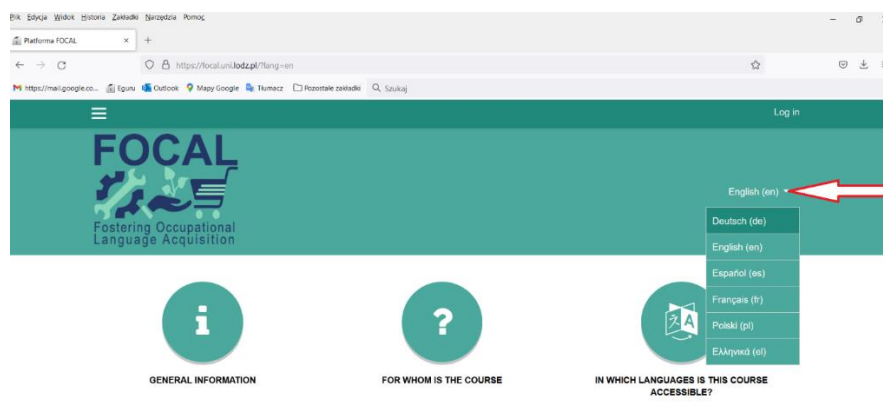 Plik Edycja Widok Historia Zakładki Narzędzia Pomoc
Platforma FOCAL × +
https://focal.uni.lodz.pl/?lang=en
https://mail.google.co... Eguru Outlook Mapy Google Tłumacz Pozostałe zakładki Szukaj
Log in
FOCAL
Fostering Occupational
Language Acquisition
English (en)
Deutsch (de)
English (en)
Español (es)
Français (fr)
Polski (pl)
Ελληνικά (el)
GENERAL INFORMATION
FOR WHOM IS THE COURSE
IN WHICH LANGUAGES IS THIS COURSE
ACCESSIBLE?